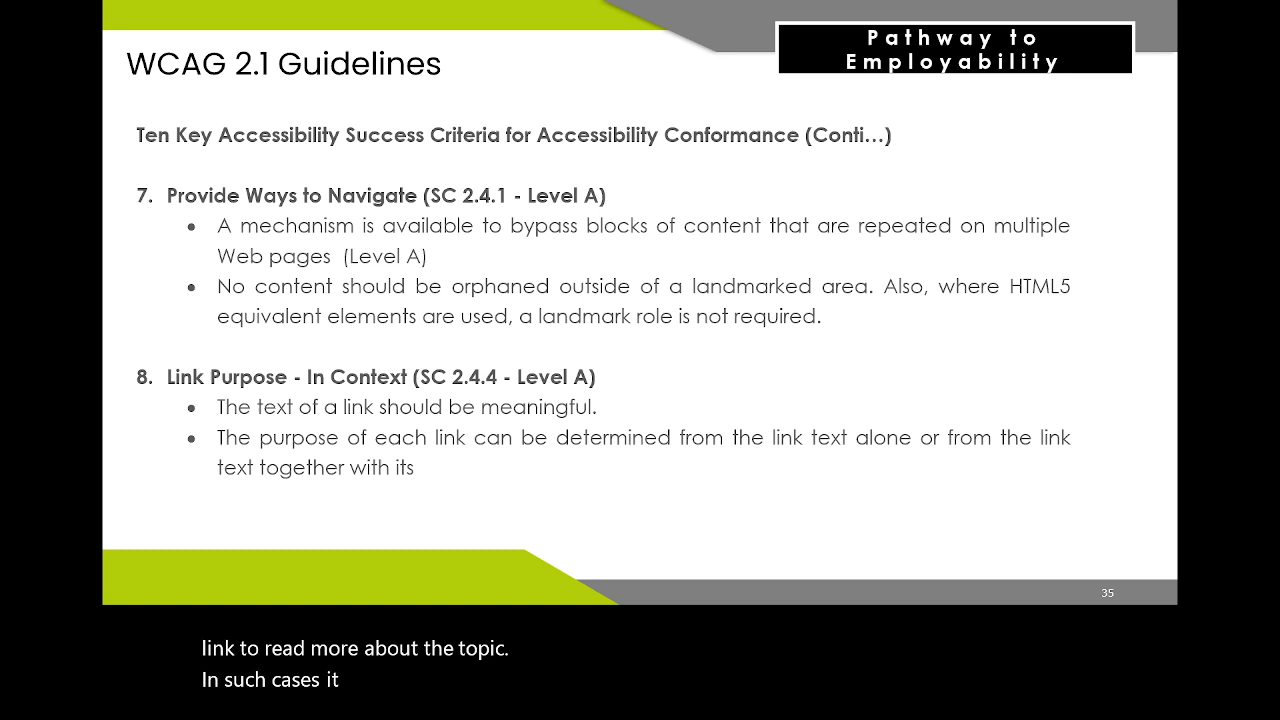 Pathway to
Employability
WCAG 2.1 Guidelines
Ten Key Accessibility Success Criteria for Accessibility Conformance (Conti...)
7. Provide Ways to Navigate (SC 2.4.1 - Level A)
• A mechanism is available to bypass blocks of content that are repeated on multiple
Web pages (Level A)
• No content should be orphaned outside of a landmarked area. Also, where HTML5
equivalent elements are used, a landmark role is not required.
8. Link Purpose - In Context (SC 2.4.4 - Level A)
• The text of a link should be meaningful.
• The purpose of each link can be determined from the link text alone or from the link
text together with its
35
link to read more about the topic.
In such cases it